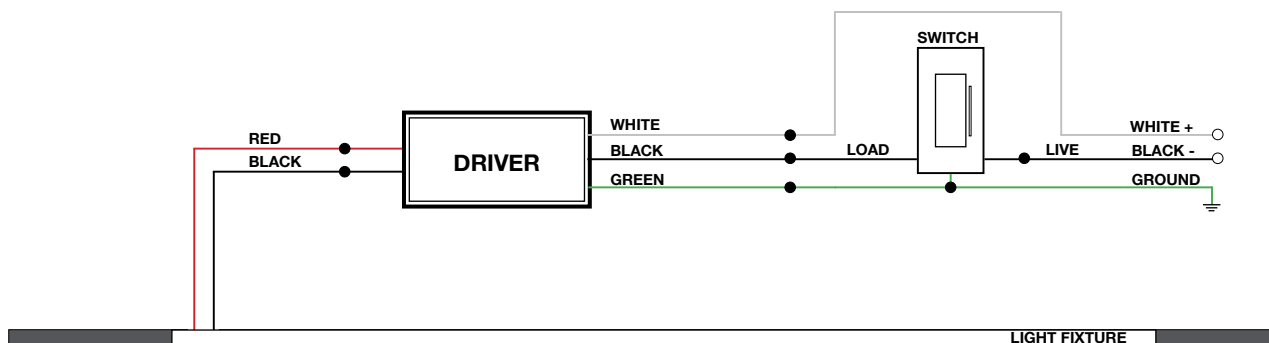 SWITCH
WHITE
WHITE +
RED
BLACK
LOAD
LIVE
BLACK -
BLACK
DRIVER
GREEN
GROUND
LIGHT FIXTURE